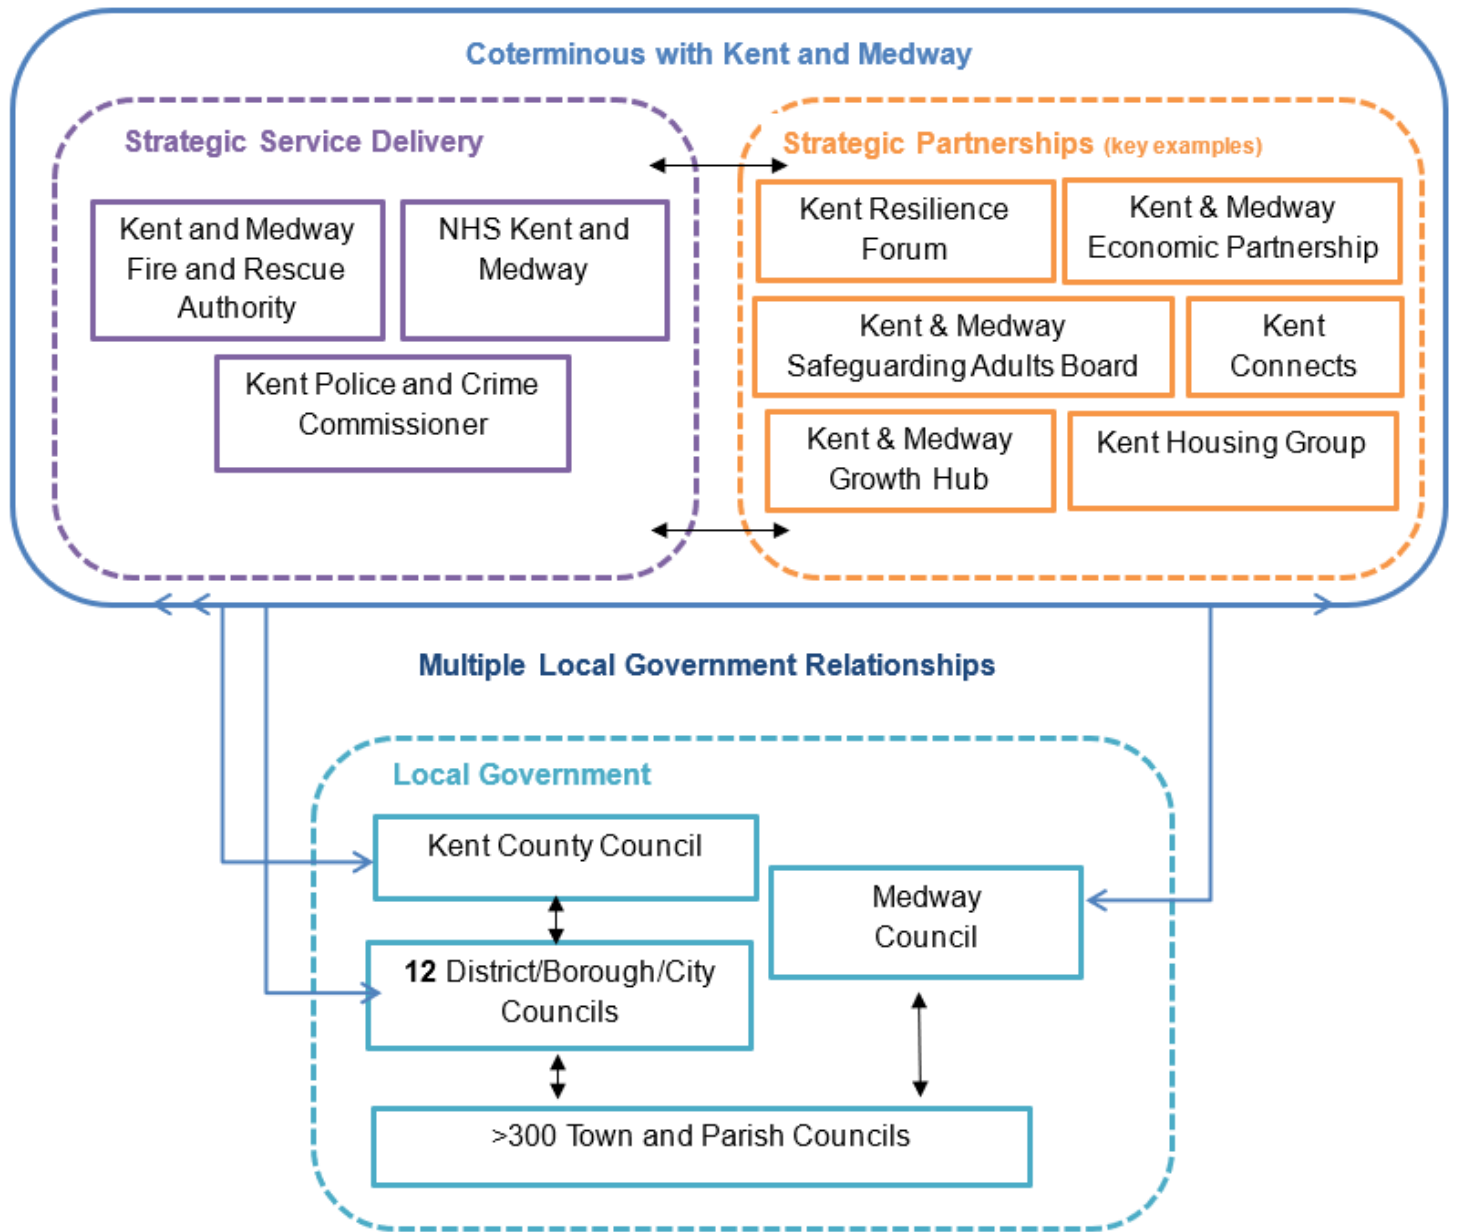 Coterminous with Kent and Medway
Strategic Service Delivery
Kent and Medway
Fire and Rescue
Authority
NHS Kent and
Medway
Kent Police and Crime
Commissioner
Strategic Partnerships (key examples)
Kent Resilience
Forum
Kent & Medway
Economic Partnership
Kent & Medway
Safeguarding Adults Board
Kent
Connects
Kent & Medway
Growth Hub
Kent Housing Group
Multiple Local Government Relationships
Local Government
Kent County Council
Medway
Council
12 District/Borough/City
Councils
>300 Town and Parish Councils